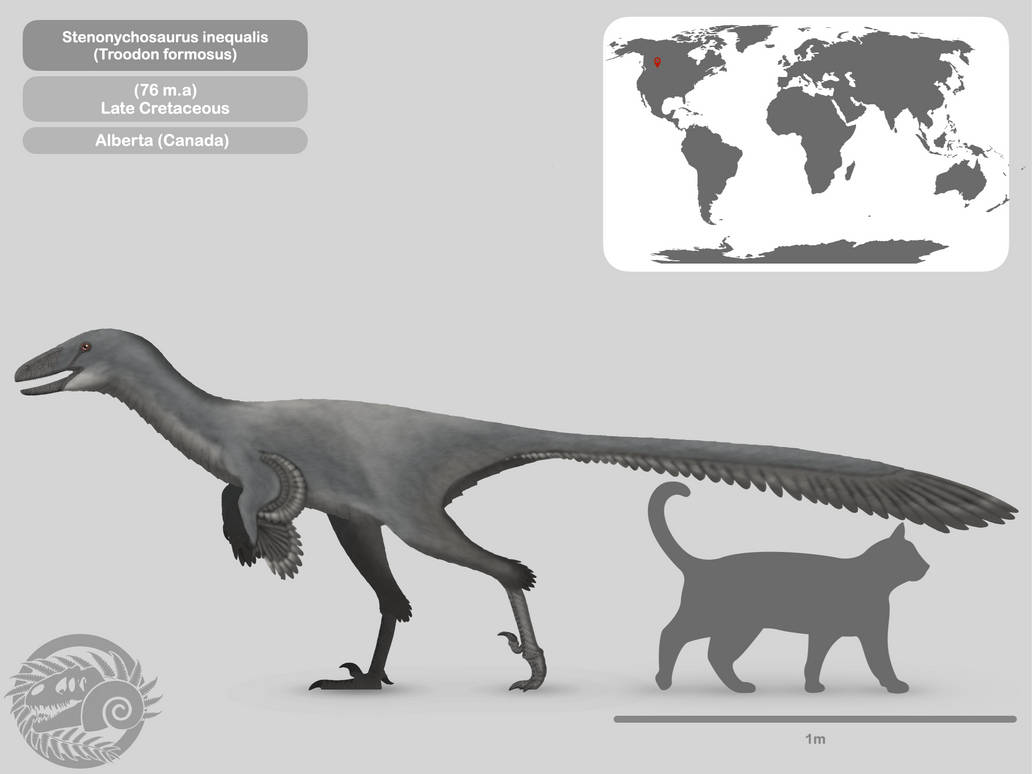 Stenonychosaurus inequalis
(Troodon formosus)
(76 m.a)
Late Cretaceous
Alberta (Canada)
1m